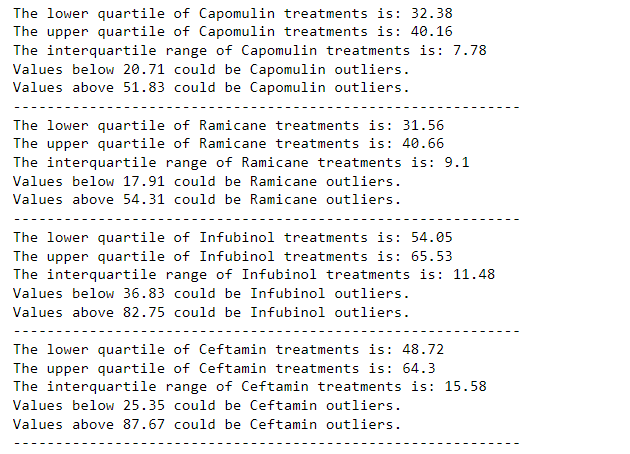 The lower quartile of Capomulin treatments is: 32.38
The upper quartile of Capomulin treatments is: 40.16
The interquartile range of Capomulin treatments is: 7.78
Values below 20.71 could be Capomulin outliers.
Values above 51.83 could be Capomulin outliers.
------------------------------------------------------------
The lower quartile of Ramicane treatments is: 31.56
The upper quartile of Ramicane treatments is: 40.66
The interquartile range of Ramicane treatments is: 9.1
Values below 17.91 could be Ramicane outliers.
Values above 54.31 could be Ramicane outliers.
------------------------------------------------------------
The lower quartile of Infubinol treatments is: 54.05
The upper quartile of Infubinol treatments is: 65.53
The interquartile range of Infubinol treatments is: 11.48
Values below 36.83 could be Infubinol outliers.
Values above 82.75 could be Infubinol outliers.
------------------------------------------------------------
The lower quartile of Ceftamin treatments is: 48.72
The upper quartile of Ceftamin treatments is: 64.3
The interquartile range of Ceftamin treatments is: 15.58
Values below 25.35 could be Ceftamin outliers.
Values above 87.67 could be Ceftamin outliers.
------------------------------------------------------------